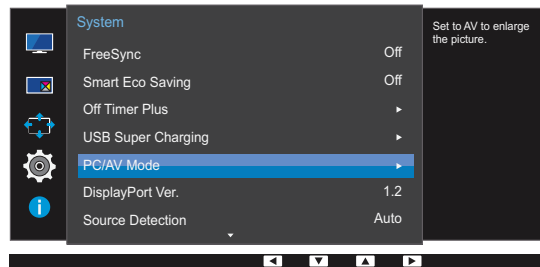 System
FreeSync Off
Smart Eco Saving Off
Off Timer Plus
USB Super Charging
PC/AV Mode
DisplayPort Ver. 1.2
Source Detection Auto
Set to AV to enlarge
the picture.